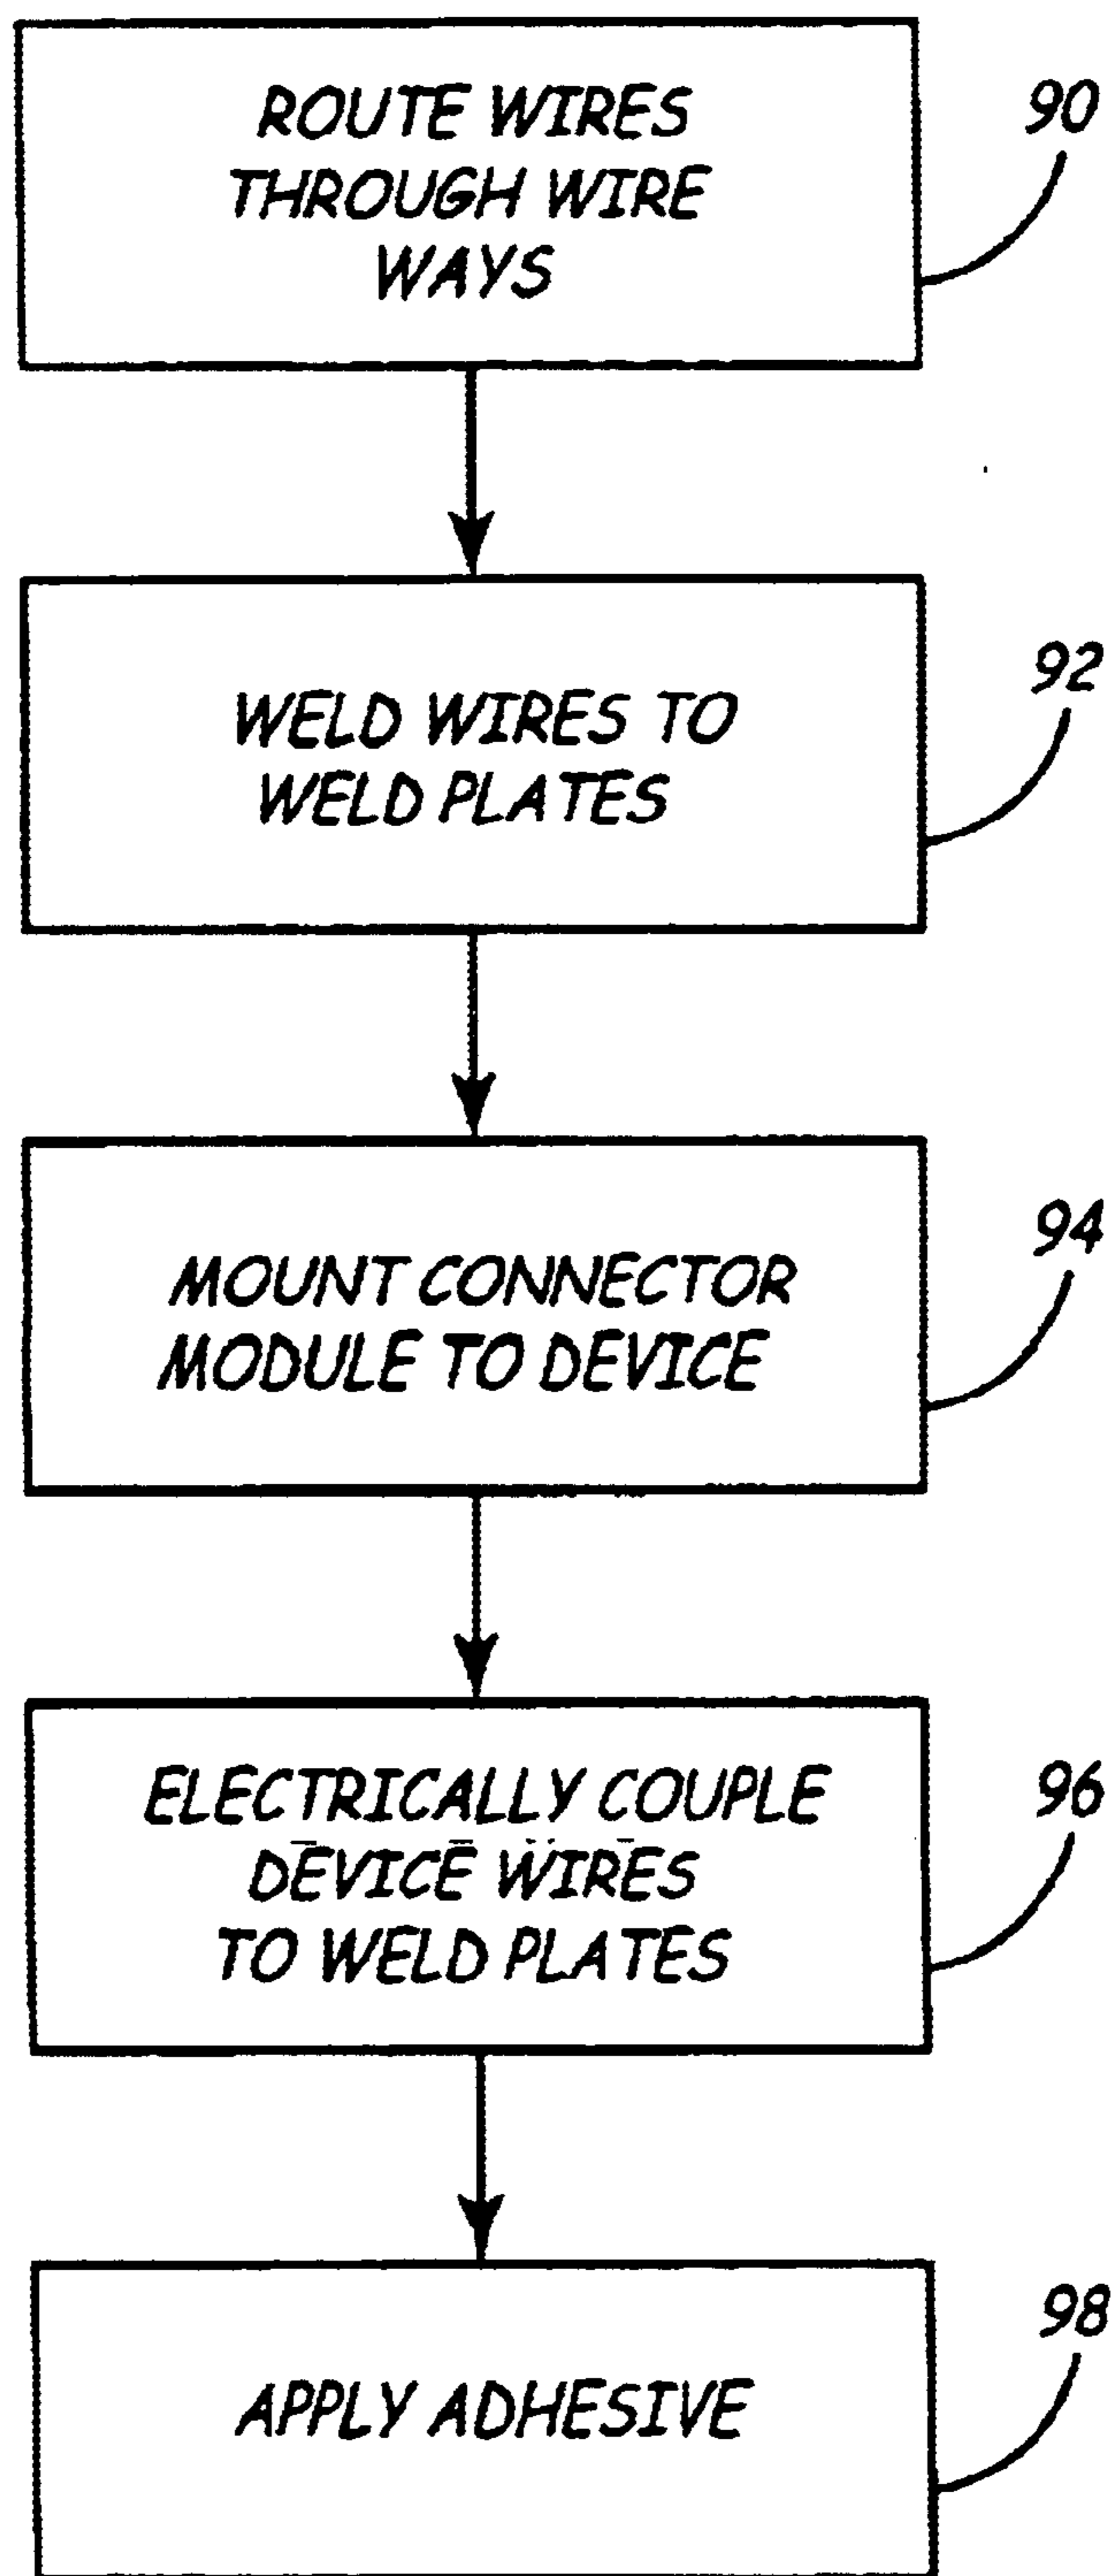 ROUTE WIRES
THROUGH WIRE
WAYS
90
WELD WIRES TO
WELD PLATES
92
MOUNT CONNECTOR
MODULE TO DEVICE
94
ELECTRICALLY COUPLE
DEVICE WIRES
TO WELD PLATES
96
APPLY ADHESIVE
98